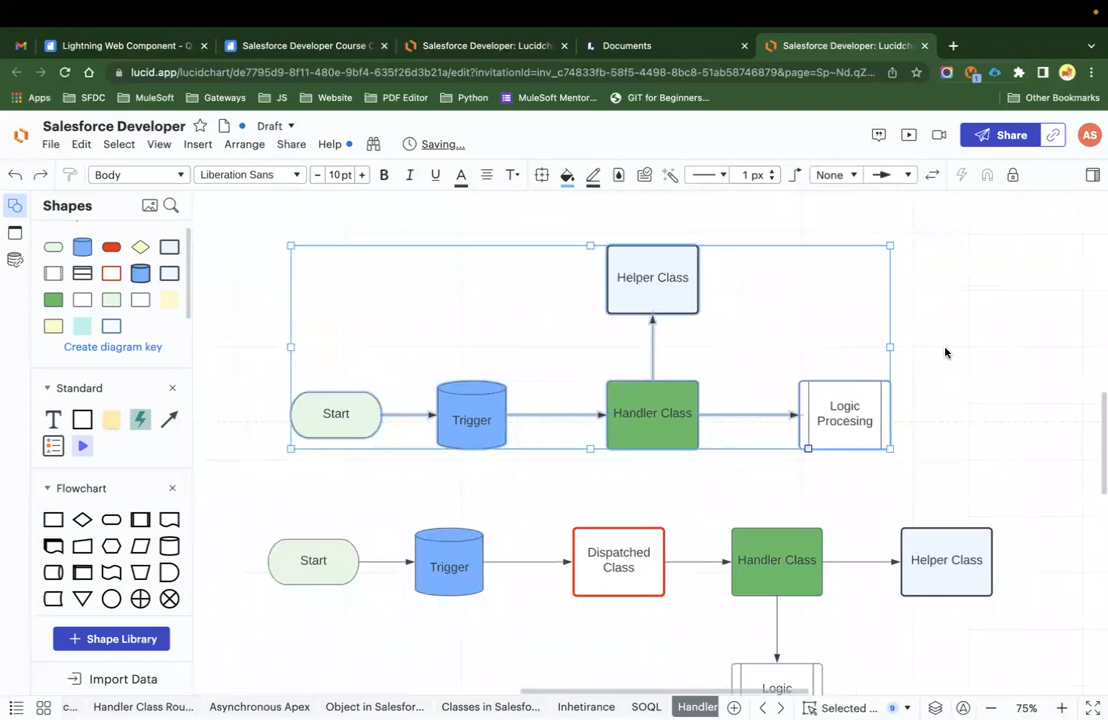 Lightning Web Component - Q
Salesforce Developer Course C
Salesforce Developer: Lucidch
Documents
Salesforce Developer: Lucidch
lucid.app/lucidchart/de7795d9-8f11-480e-9bf4-635f26d3b21a/edit?invitationId=inv_c74833fb-58f5-4498-8bc8-51ab58746879&page=Sp~Nd.qZ...
Apps
SFDC
MuleSoft
Gateways
JS
Website
PDF Editor
Python
MuleSoft Mentor...
GIT for Beginners...
Other Bookmarks
Salesforce Developer
Draft
File Edit Select View Insert Arrange Share Help
Saving...
Share
AS
Body
Liberation Sans
10 pt
B I U A T
1 px
None
Shapes
Create diagram key
Standard
T
Flowchart
+ Shape Library
Import Data
Helper Class
Start
Trigger
Handler Class
Logic
Procesing
Start
Trigger
Dispatched
Class
Handler Class
Helper Class
Logic
c...
Handler Class Rou...
Asynchronous Apex
Object in Salesfor...
Classes in Salesfo...
Inheritance
SOQL
Handler
Selected ...
9
75%